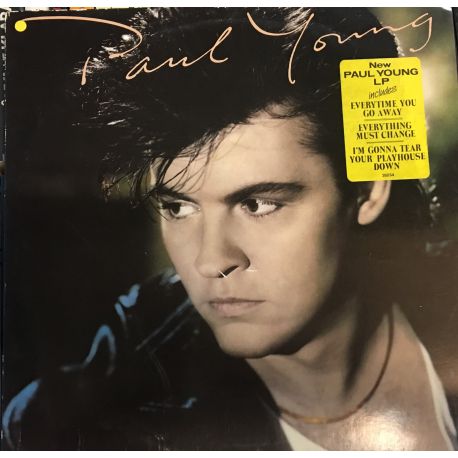 Paul Young
New
PAUL YOUNG
LP
includes
EVERYTIME YOU
GO AWAY
EVERYTHING
MUST CHANGE
I'M GONNA TEAR
YOUR PLAYHOUSE
DOWN